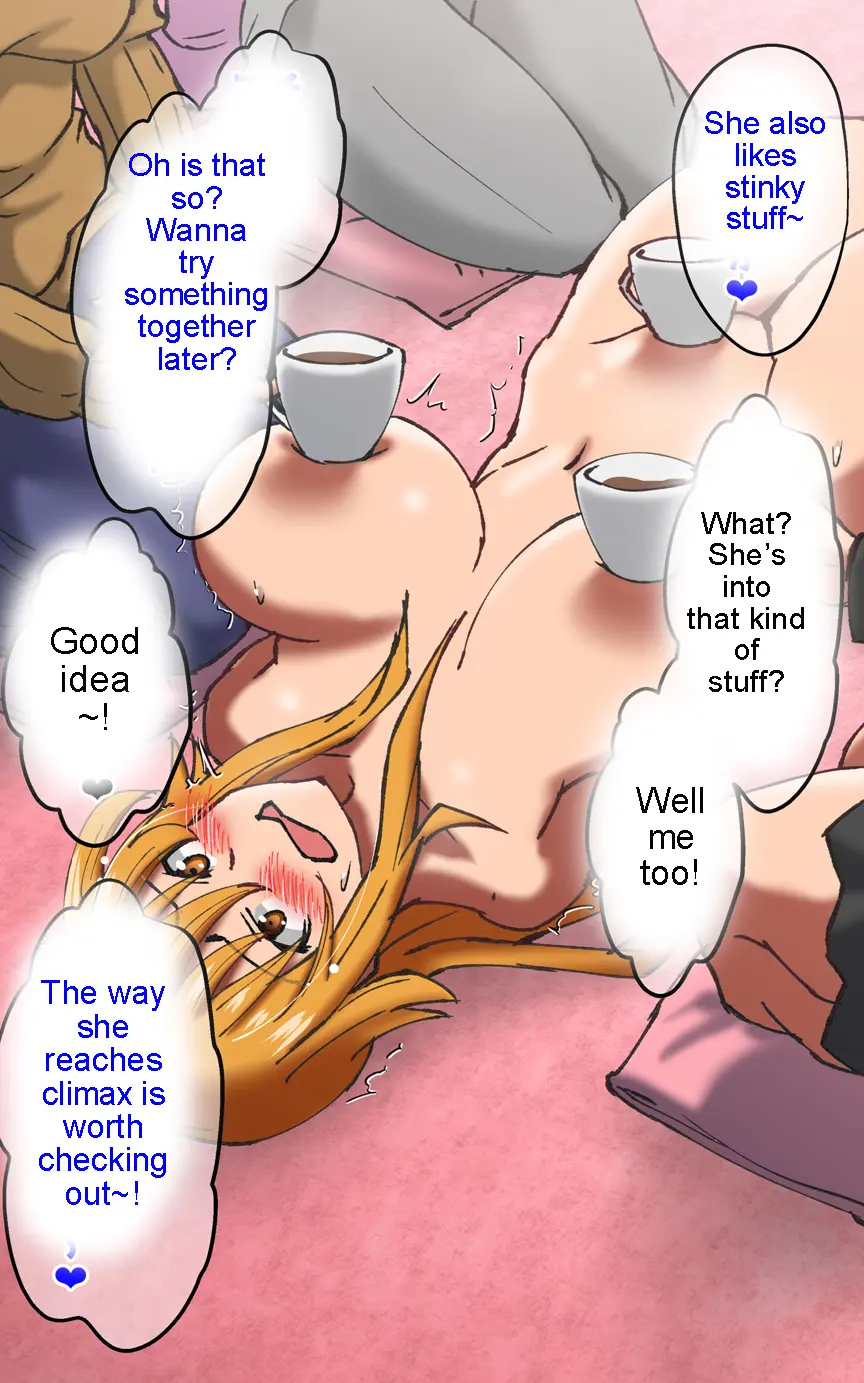 She also
likes
stinky
stuff~
Oh is that
so?
Wanna
try
something
together
later?
What?
She's
into
that kind
of
stuff?
Well
me
too!
Good
idea
~!
The way
she
reaches
climax is
worth
checking
out~!